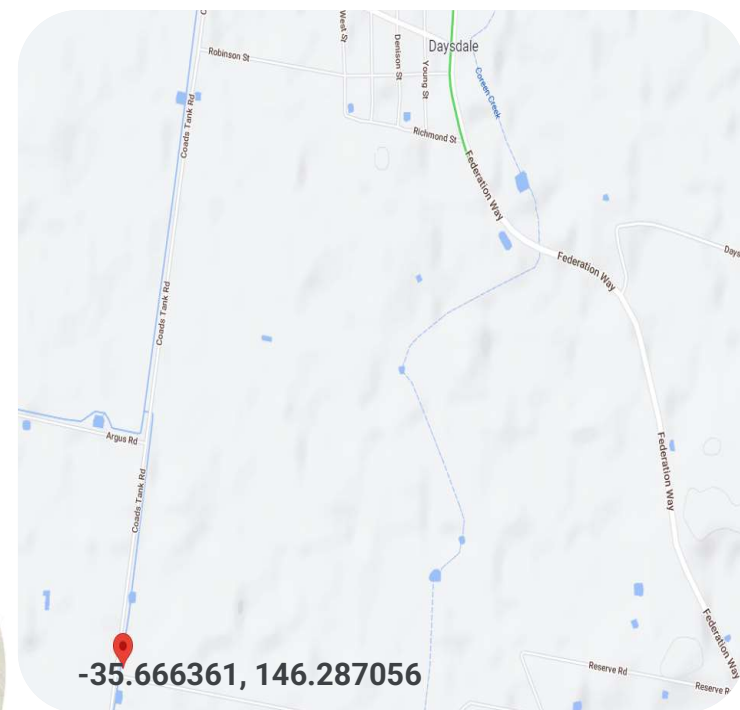 West St
Denison St
Young St
Daysdale
Robinson St
Coreen Creek
Coads Tank Rd
Richmond St
Federation Way
Federation Way
Days
Coads Tank Rd
Argus Rd
Federation Way
Coads Tank Rd
Federation Way
-35.666361, 146.287056
Reserve Rd
Reserve R